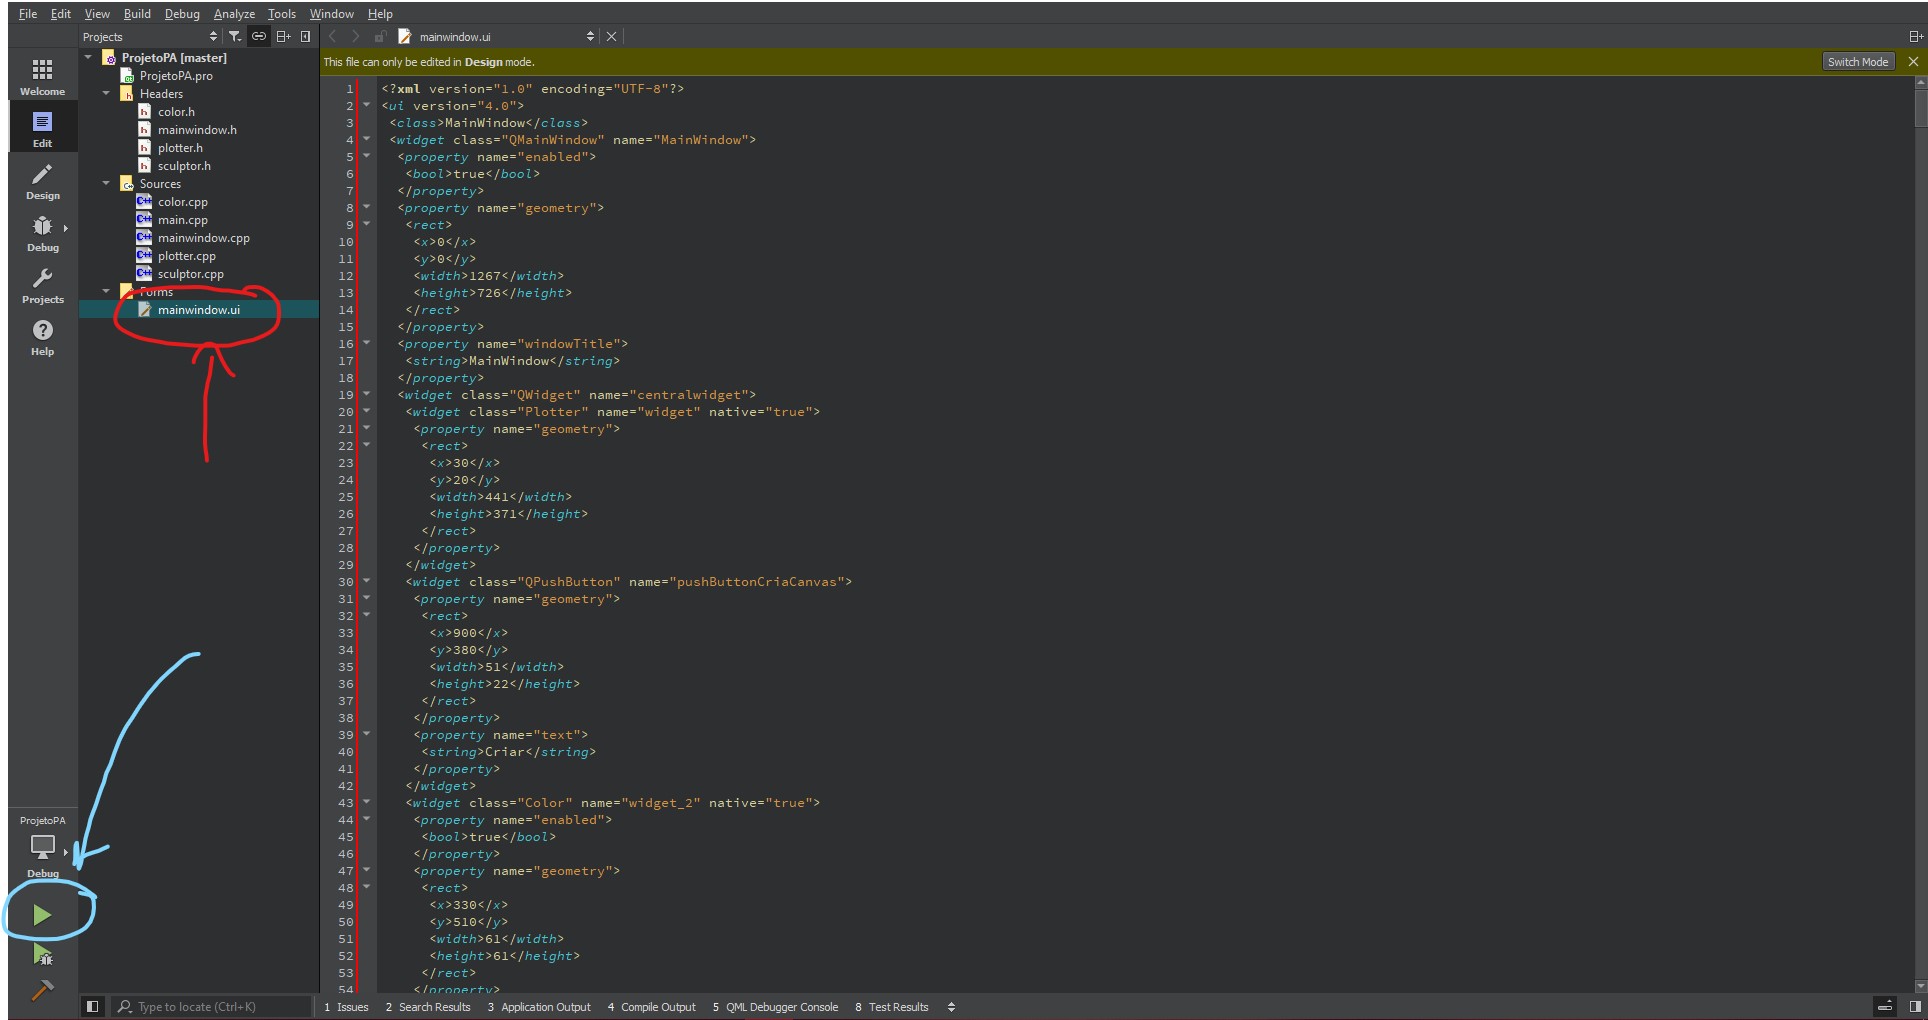 File Edit View Build Debug Analyze Tools Window Help
Projects
mainwindow.ui
This file can only be edited in Design mode.
Switch Mode
Welcome
Edit
Design
Debug
Projects
Help
ProjetoPA [master]
ProjetoPA.pro
Headers
color.h
mainwindow.h
plotter.h
sculptor.h
Sources
color.cpp
main.cpp
mainwindow.cpp
plotter.cpp
sculptor.cpp
Forms
mainwindow.ui
1 <?xml version="1.0" encoding="UTF-8"?>
2 <ui version="4.0">
3 <class>MainWindow</class>
4 <widget class="QMainWindow" name="MainWindow">
5 <property name="enabled">
6 <bool>true</bool>
7 </property>
8 <property name="geometry">
9 <rect>
10 <x>0</x>
11 <y>0</y>
12 <width>1267</width>
13 <height>726</height>
14 </rect>
15 </property>
16 <property name="windowTitle">
17 <string>MainWindow</string>
18 </property>
19 <widget class="QWidget" name="centralwidget">
20 <widget class="Plotter" name="widget" native="true">
21 <property name="geometry">
22 <rect>
23 <x>30</x>
24 <y>20</y>
25 <width>441</width>
26 <height>371</height>
27 </rect>
28 </property>
29 </widget>
30 <widget class="QPushButton" name="pushButtonCriaCanvas">
31 <property name="geometry">
32 <rect>
33 <x>900</x>
34 <y>380</y>
35 <width>51</width>
36 <height>22</height>
37 </rect>
38 </property>
39 <property name="text">
40 <string>Criar</string>
41 </property>
42 </widget>
43 <widget class="Color" name="widget_2" native="true">
44 <property name="enabled">
45 <bool>true</bool>
46 </property>
47 <property name="geometry">
48 <rect>
49 <x>330</x>
50 <y>510</y>
51 <width>61</width>
52 <height>61</height>
53 </rect>
54 </property>
ProjetoPA
Debug
Type to locate (Ctrl+K)
1 Issues 2 Search Results 3 Application Output 4 Compile Output 5 QML Debugger Console 8 Test Results